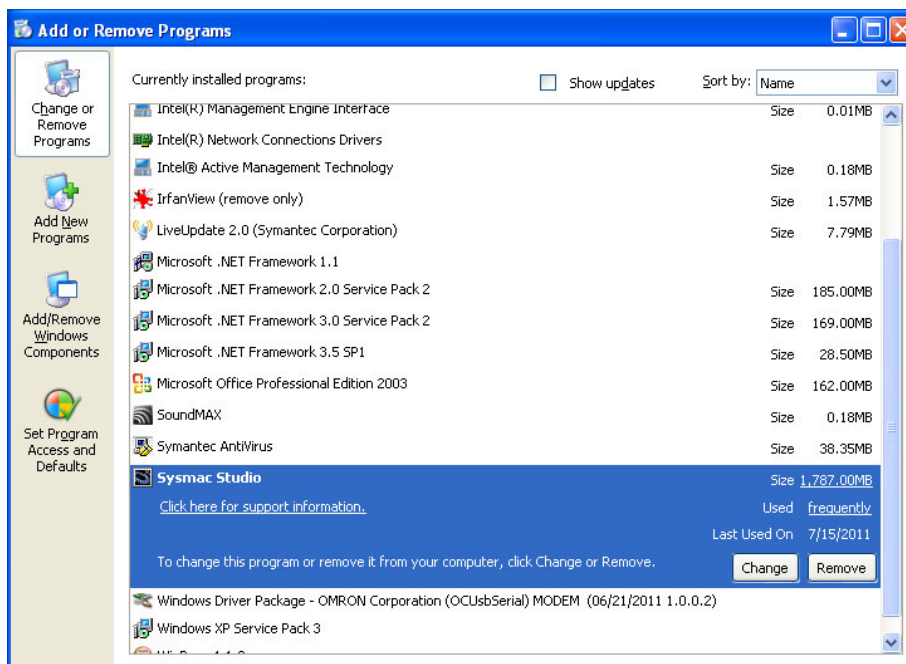 Add or Remove Programs
Change or
Remove
Programs
Add New
Programs
Add/Remove
Windows
Components
Set Program
Access and
Defaults
Currently installed programs:
Show updates
Sort by: Name
Intel(R) Management Engine Interface Size 0.01MB
Intel(R) Network Connections Drivers
Intel® Active Management Technology Size 0.18MB
IrfanView (remove only) Size 1.57MB
LiveUpdate 2.0 (Symantec Corporation) Size 7.79MB
Microsoft .NET Framework 1.1
Microsoft .NET Framework 2.0 Service Pack 2 Size 185.00MB
Microsoft .NET Framework 3.0 Service Pack 2 Size 169.00MB
Microsoft .NET Framework 3.5 SP1 Size 28.50MB
Microsoft Office Professional Edition 2003 Size 162.00MB
SoundMAX Size 0.18MB
Symantec AntiVirus Size 38.35MB
Sysmac Studio Size 1,787.00MB
Click here for support information. Used frequently
Last Used On 7/15/2011
To change this program or remove it from your computer, click Change or Remove. Change Remove
Windows Driver Package - OMRON Corporation (OCUsbSerial) MODEM (06/21/2011 1.0.0.2)
Windows XP Service Pack 3